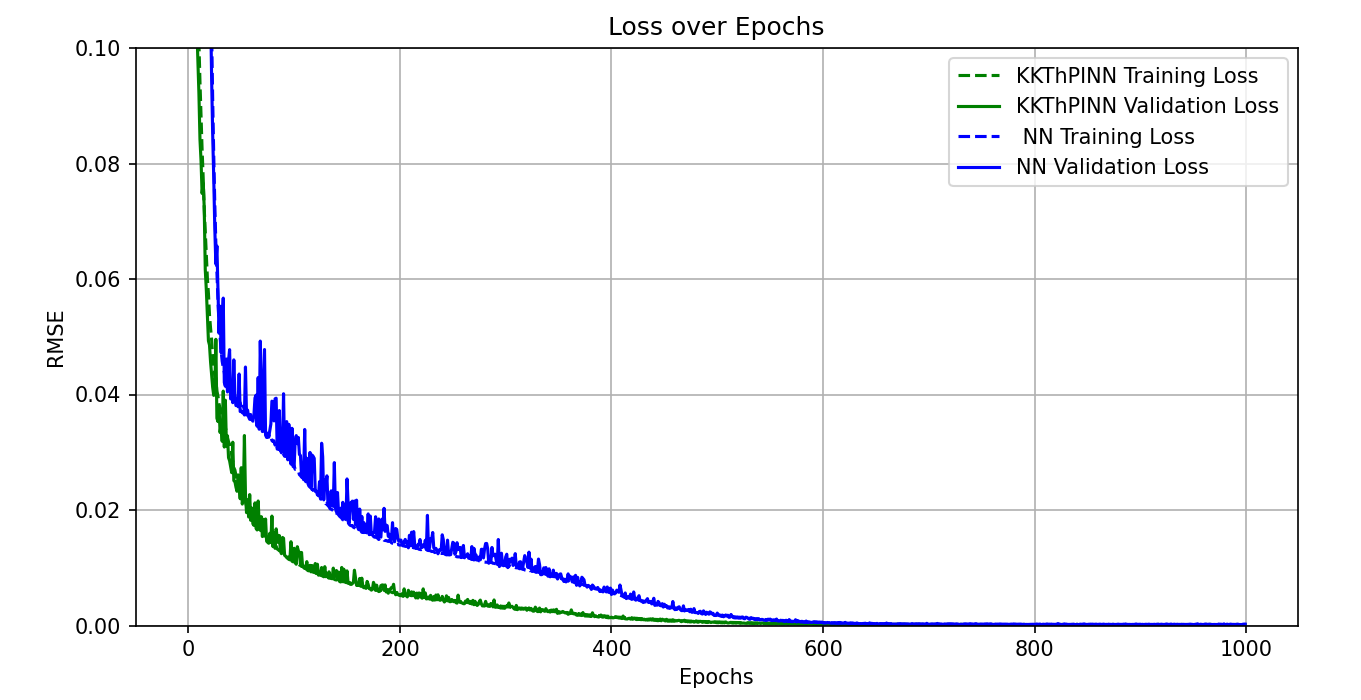 Loss over Epochs
0.10
0.08
0.06
0.04
0.02
0.00
RMSE
KKThPINN Training Loss
KKThPINN Validation Loss
NN Training Loss
NN Validation Loss
0 200 400 600 800 1000
Epochs